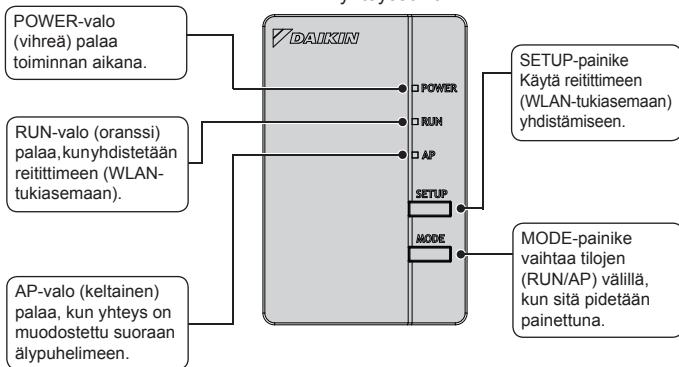 POWER-valo
(vihreä) palaa
toiminnan aikana.
RUN-valo (oranssi)
palaa,kunyhdistetään
reitittimeen (WLAN-
tukiasemaan).
AP-valo (keltainen)
palaa, kun yhteys on
muodostettu suoraan
älypuhelimeen.
DAIKIN
POWER
RUN
AP
SETUP
MODE
SETUP-painike
Käytä reitittimeen
(WLAN-tukiasemaan)
yhdistämiseen.
MODE-painike
vaihtaa tilojen
(RUN/AP) välillä,
kun sitä pidetään
painettuna.